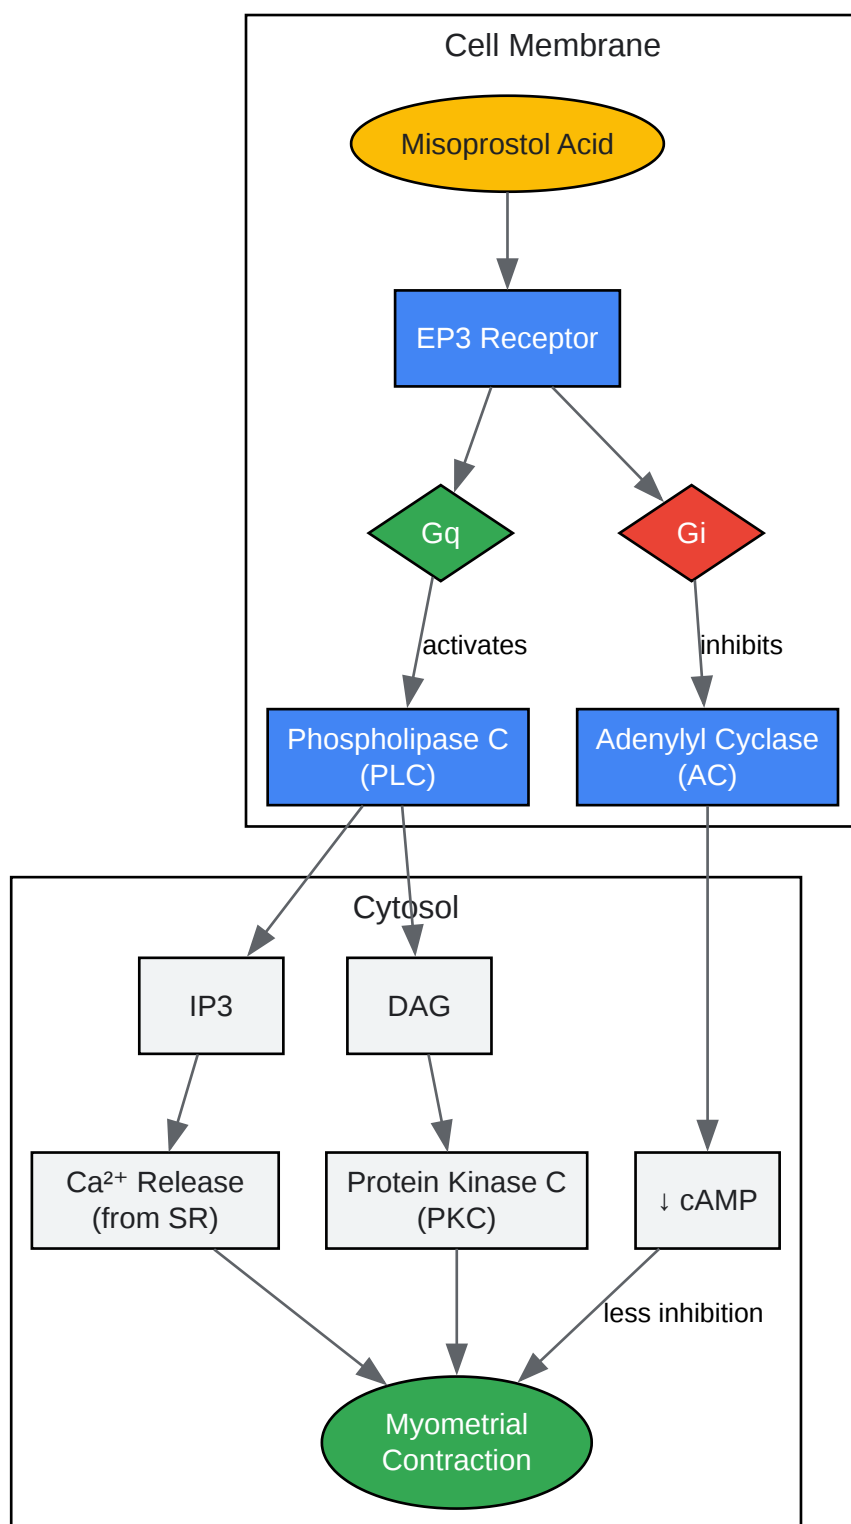 Cell Membrane
Misoprostol Acid
EP3 Receptor
Gq
Gi
activates
inhibits
Phospholipase C
(PLC)
Adenylyl Cyclase
(AC)
Cytosol
IP3
DAG
Ca²⁺ Release
(from SR)
Protein Kinase C
(PKC)
↓ cAMP
less inhibition
Myometrial
Contraction